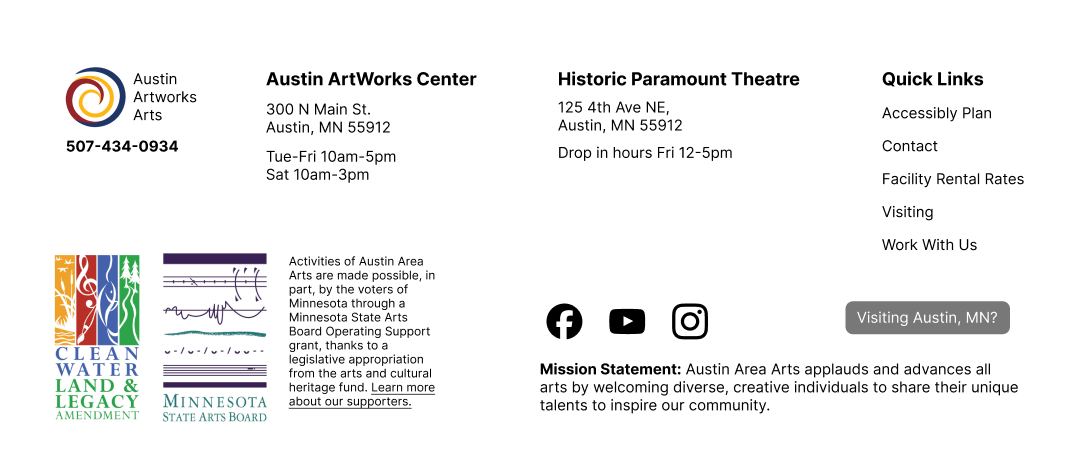 Austin
Artworks
Arts
507-434-0934
Austin ArtWorks Center
300 N Main St.
Austin, MN 55912
Tue-Fri 10am-5pm
Sat 10am-3pm
Historic Paramount Theatre
125 4th Ave NE,
Austin, MN 55912
Drop in hours Fri 12-5pm
Quick Links
Accessibly Plan
Contact
Facility Rental Rates
Visiting
Work With Us
CLEAN
WATER
LAND &
LEGACY
AMENDMENT
MINNESOTA
STATE ARTS BOARD
Activities of Austin Area
Arts are made possible, in
part, by the voters of
Minnesota through a
Minnesota State Arts
Board Operating Support
grant, thanks to a
legislative appropriation
from the arts and cultural
heritage fund. Learn more
about our supporters.
Visiting Austin, MN?
Mission Statement: Austin Area Arts applauds and advances all
arts by welcoming diverse, creative individuals to share their unique
talents to inspire our community.